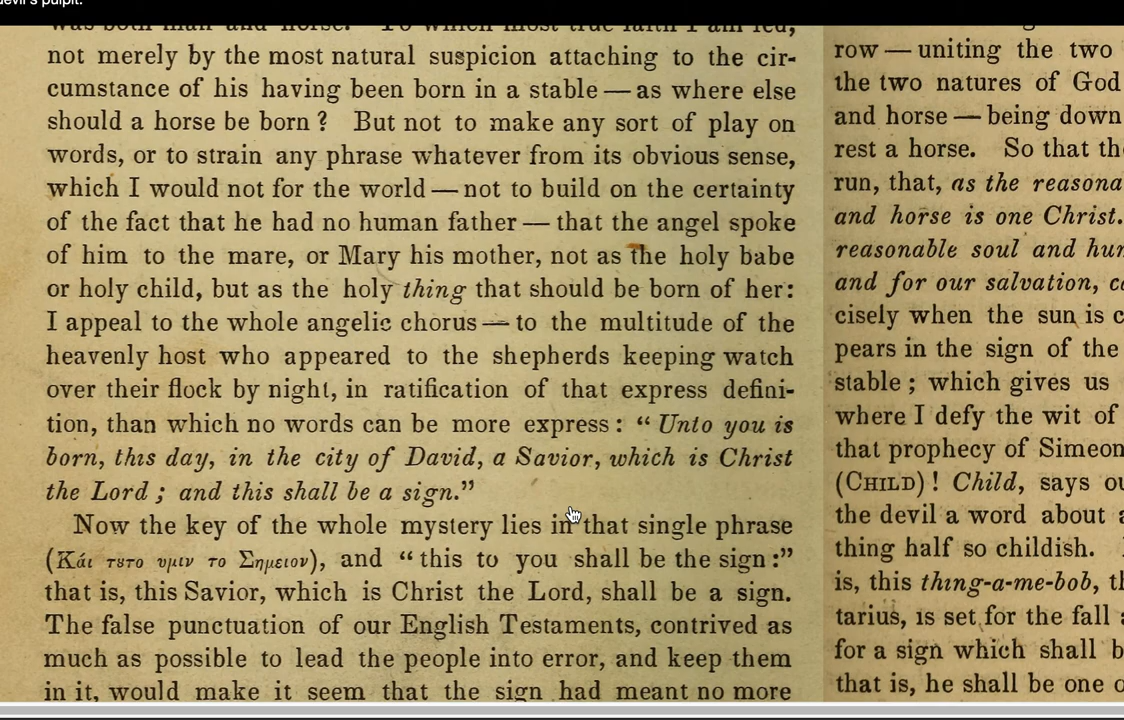 devil's pulpit.
was both man and horse. To which most true faith I am led,
not merely by the most natural suspicion attaching to the cir-
cumstance of his having been born in a stable — as where else
should a horse be born? But not to make any sort of play on
words, or to strain any phrase whatever from its obvious sense,
which I would not for the world — not to build on the certainty
of the fact that he had no human father — that the angel spoke
of him to the mare, or Mary his mother, not as the holy babe
or holy child, but as the holy thing that should be born of her:
I appeal to the whole angelic chorus — to the multitude of the
heavenly host who appeared to the shepherds keeping watch
over their flock by night, in ratification of that express defini-
tion, than which no words can be more express: “Unto you is
born, this day, in the city of David, a Savior, which is Christ
the Lord; and this shall be a sign.”
Now the key of the whole mystery lies in that single phrase
(Κάι τȣτο υμιν το Σημειον), and “this to you shall be the sign:”
that is, this Savior, which is Christ the Lord, shall be a sign.
The false punctuation of our English Testaments, contrived as
much as possible to lead the people into error, and keep them
in it, would make it seem that the sign had meant no more
row — uniting the two
the two natures of God
and horse — being down
rest a horse. So that th
run, that, as the reasona
and horse is one Christ.
reasonable soul and hum
and for our salvation, c
cisely when the sun is c
pears in the sign of the
stable; which gives us
where I defy the wit of
that prophecy of Simeon
(CHILD)! Child, says ou
the devil a word about a
thing half so childish.
is, this thing-a-me-bob, th
tarius, is set for the fall a
for a sign which shall b
that is, he shall be one o